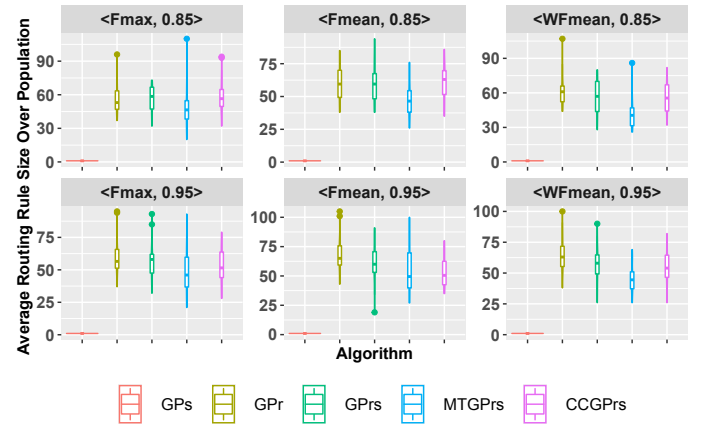 Average Routing Rule Size Over Population
<Fmax, 0.85>
<Fmean, 0.85>
<WFmean, 0.85>
90
60
30
0
75
50
25
0
90
60
30
0
<Fmax, 0.95>
<Fmean, 0.95>
<WFmean, 0.95>
75
50
25
0
100
75
50
25
0
100
75
50
25
0
Algorithm
GPs GPr GPrs MTGPrs CCGPrs